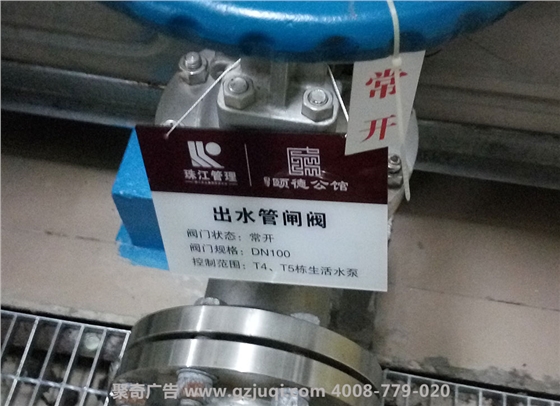 常开
珠江管理
颐德公馆
出水管闸阀
阀门状态：常开
阀门规格：DN100
控制范围：T4、T5栋生活水泵
聚奇广告 www.gzjuqi.com 4008-779-020